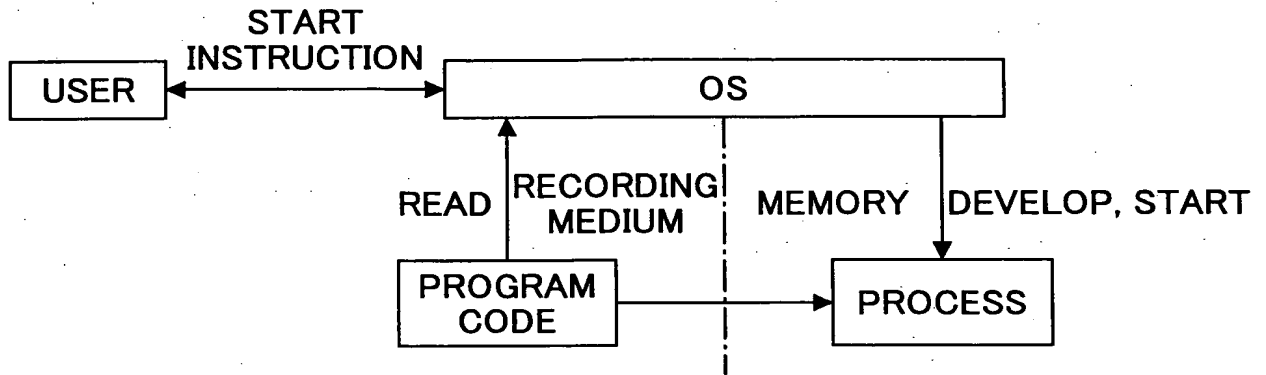 START
INSTRUCTION
USER
OS
READ
RECORDING
MEDIUM
MEMORY
DEVELOP, START
PROGRAM
CODE
PROCESS